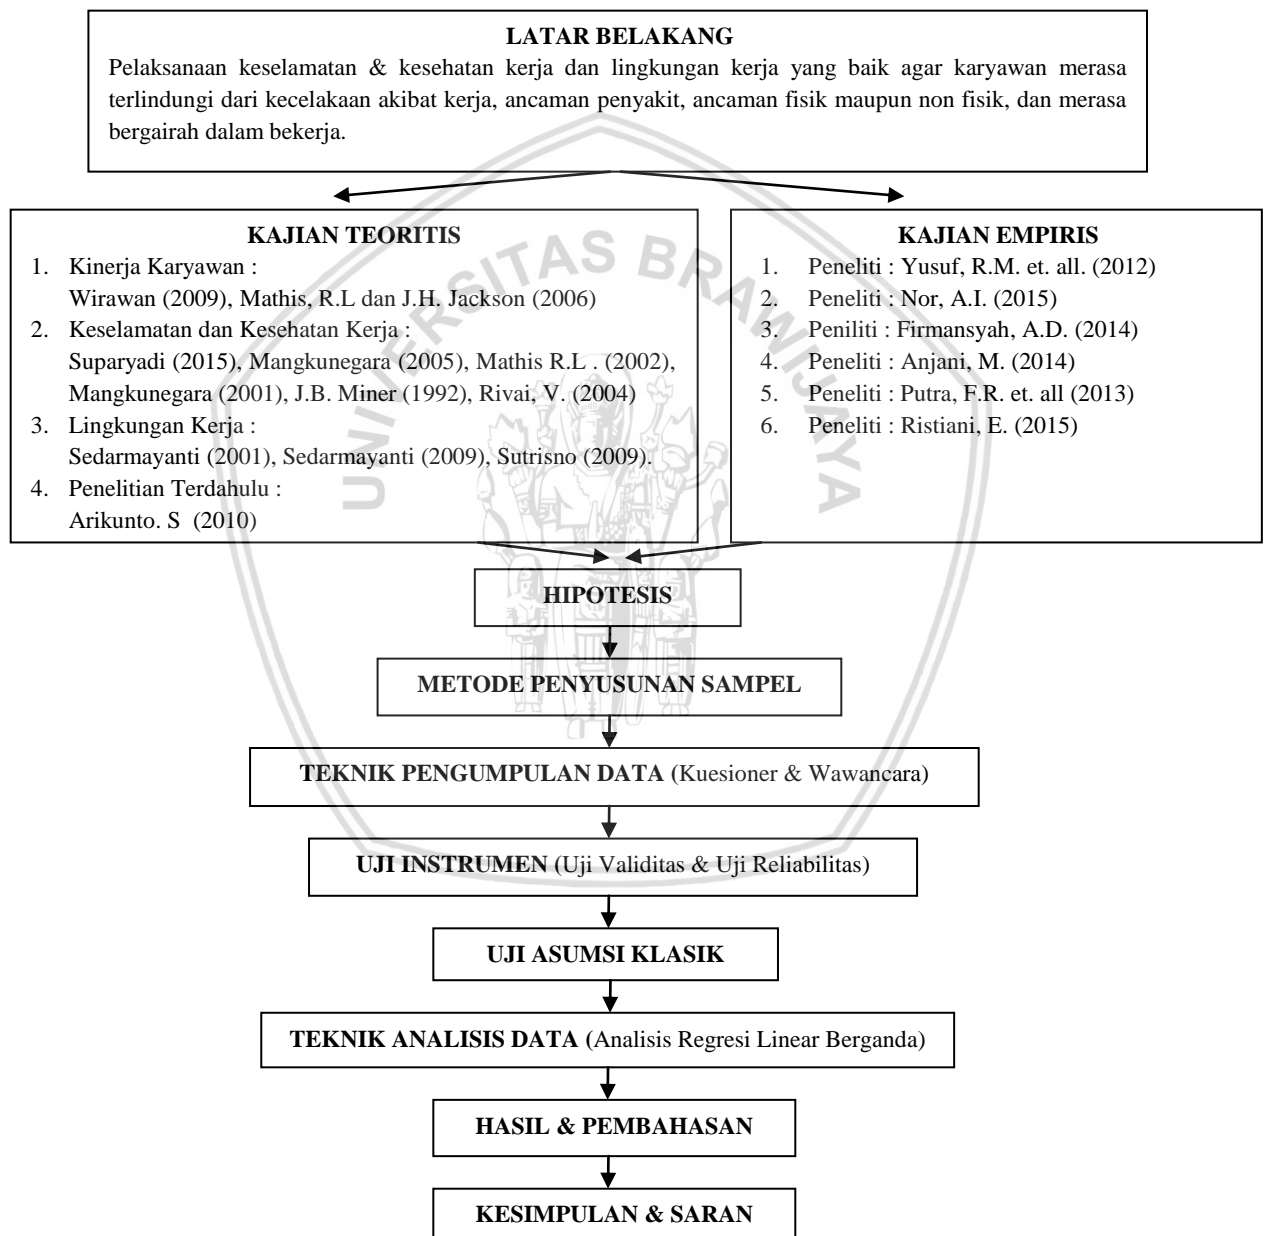 LATAR BELAKANG
Pelaksanaan keselamatan & kesehatan kerja dan lingkungan kerja yang baik agar karyawan merasa
terlindungi dari kecelakaan akibat kerja, ancaman penyakit, ancaman fisik maupun non fisik, dan merasa
bergairah dalam bekerja.
KAJIAN TEORITIS
1. Kinerja Karyawan :
Wirawan (2009), Mathis, R.L dan J.H. Jackson (2006)
2. Keselamatan dan Kesehatan Kerja :
Suparyadi (2015), Mangkunegara (2005), Mathis R.L . (2002),
Mangkunegara (2001), J.B. Miner (1992), Rivai, V. (2004)
3. Lingkungan Kerja :
Sedarmayanti (2001), Sedarmayanti (2009), Sutrisno (2009).
4. Penelitian Terdahulu :
Arikunto. S (2010)
KAJIAN EMPIRIS
1. Peneliti : Yusuf, R.M. et. all. (2012)
2. Peneliti : Nor, A.I. (2015)
3. Peniliti : Firmansyah, A.D. (2014)
4. Peneliti : Anjani, M. (2014)
5. Peneliti : Putra, F.R. et. all (2013)
6. Peneliti : Ristiani, E. (2015)
UNIVERSITAS BRAWIJAYA
HIPOTESIS
METODE PENYUSUNAN SAMPEL
TEKNIK PENGUMPULAN DATA (Kuesioner & Wawancara)
UJI INSTRUMEN (Uji Validitas & Uji Reliabilitas)
UJI ASUMSI KLASIK
TEKNIK ANALISIS DATA (Analisis Regresi Linear Berganda)
HASIL & PEMBAHASAN
KESIMPULAN & SARAN